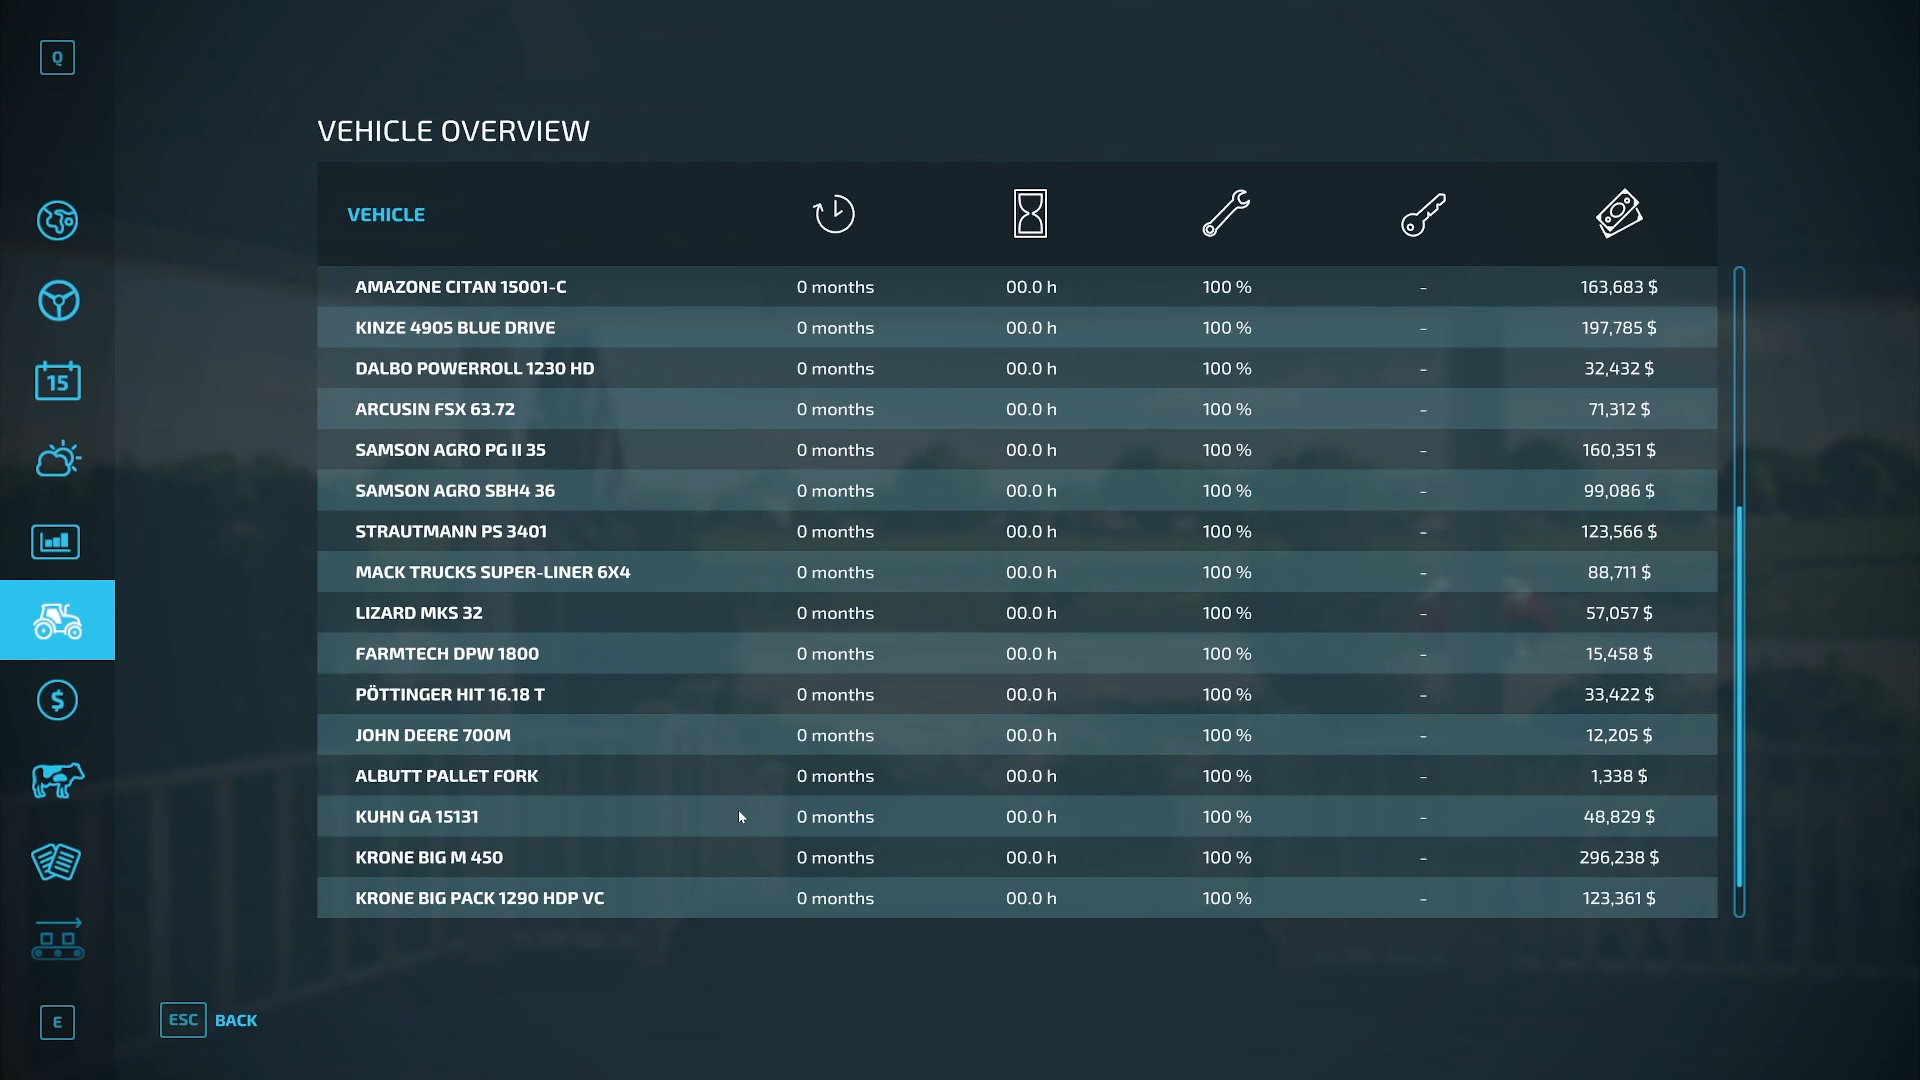 Q
VEHICLE OVERVIEW
VEHICLE
AMAZONE CITAN 15001-C 0 months 00.0 h 100 % - 163,683 $
KINZE 4905 BLUE DRIVE 0 months 00.0 h 100 % - 197,785 $
DALBO POWERROLL 1230 HD 0 months 00.0 h 100 % - 32,432 $
15
ARCUSIN FSX 63.72 0 months 00.0 h 100 % - 71,312 $
SAMSON AGRO PG II 35 0 months 00.0 h 100 % - 160,351 $
SAMSON AGRO SBH4 36 0 months 00.0 h 100 % - 99,086 $
STRAUTMANN PS 3401 0 months 00.0 h 100 % - 123,566 $
MACK TRUCKS SUPER-LINER 6X4 0 months 00.0 h 100 % - 88,711 $
LIZARD MKS 32 0 months 00.0 h 100 % - 57,057 $
FARMTECH DPW 1800 0 months 00.0 h 100 % - 15,458 $
PÖTTINGER HIT 16.18 T 0 months 00.0 h 100 % - 33,422 $
$
JOHN DEERE 700M 0 months 00.0 h 100 % - 12,205 $
ALBUTT PALLET FORK 0 months 00.0 h 100 % - 1,338 $
KUHN GA 15131 0 months 00.0 h 100 % - 48,829 $
KRONE BIG M 450 0 months 00.0 h 100 % - 296,238 $
KRONE BIG PACK 1290 HDP VC 0 months 00.0 h 100 % - 123,361 $
E
ESC BACK